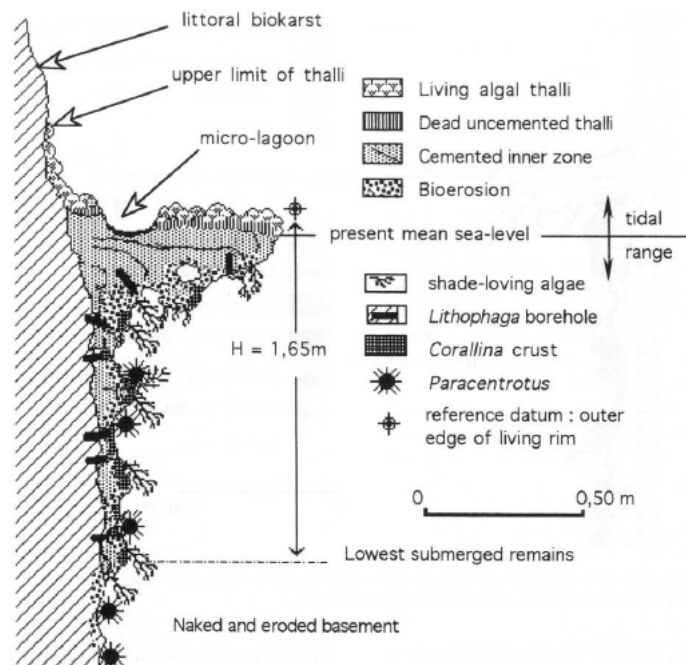 littoral biokarst
upper limit of thalli
micro-lagoon
Living algal thalli
Dead uncemented thalli
Cemented inner zone
Bioerosion
present mean sea-level
tidal
range
shade-loving algae
Lithophaga borehole
H = 1,65m
Corallina crust
Paracentrotus
reference datum : outer
edge of living rim
0
0,50 m
Lowest submerged remains
Naked and eroded basement